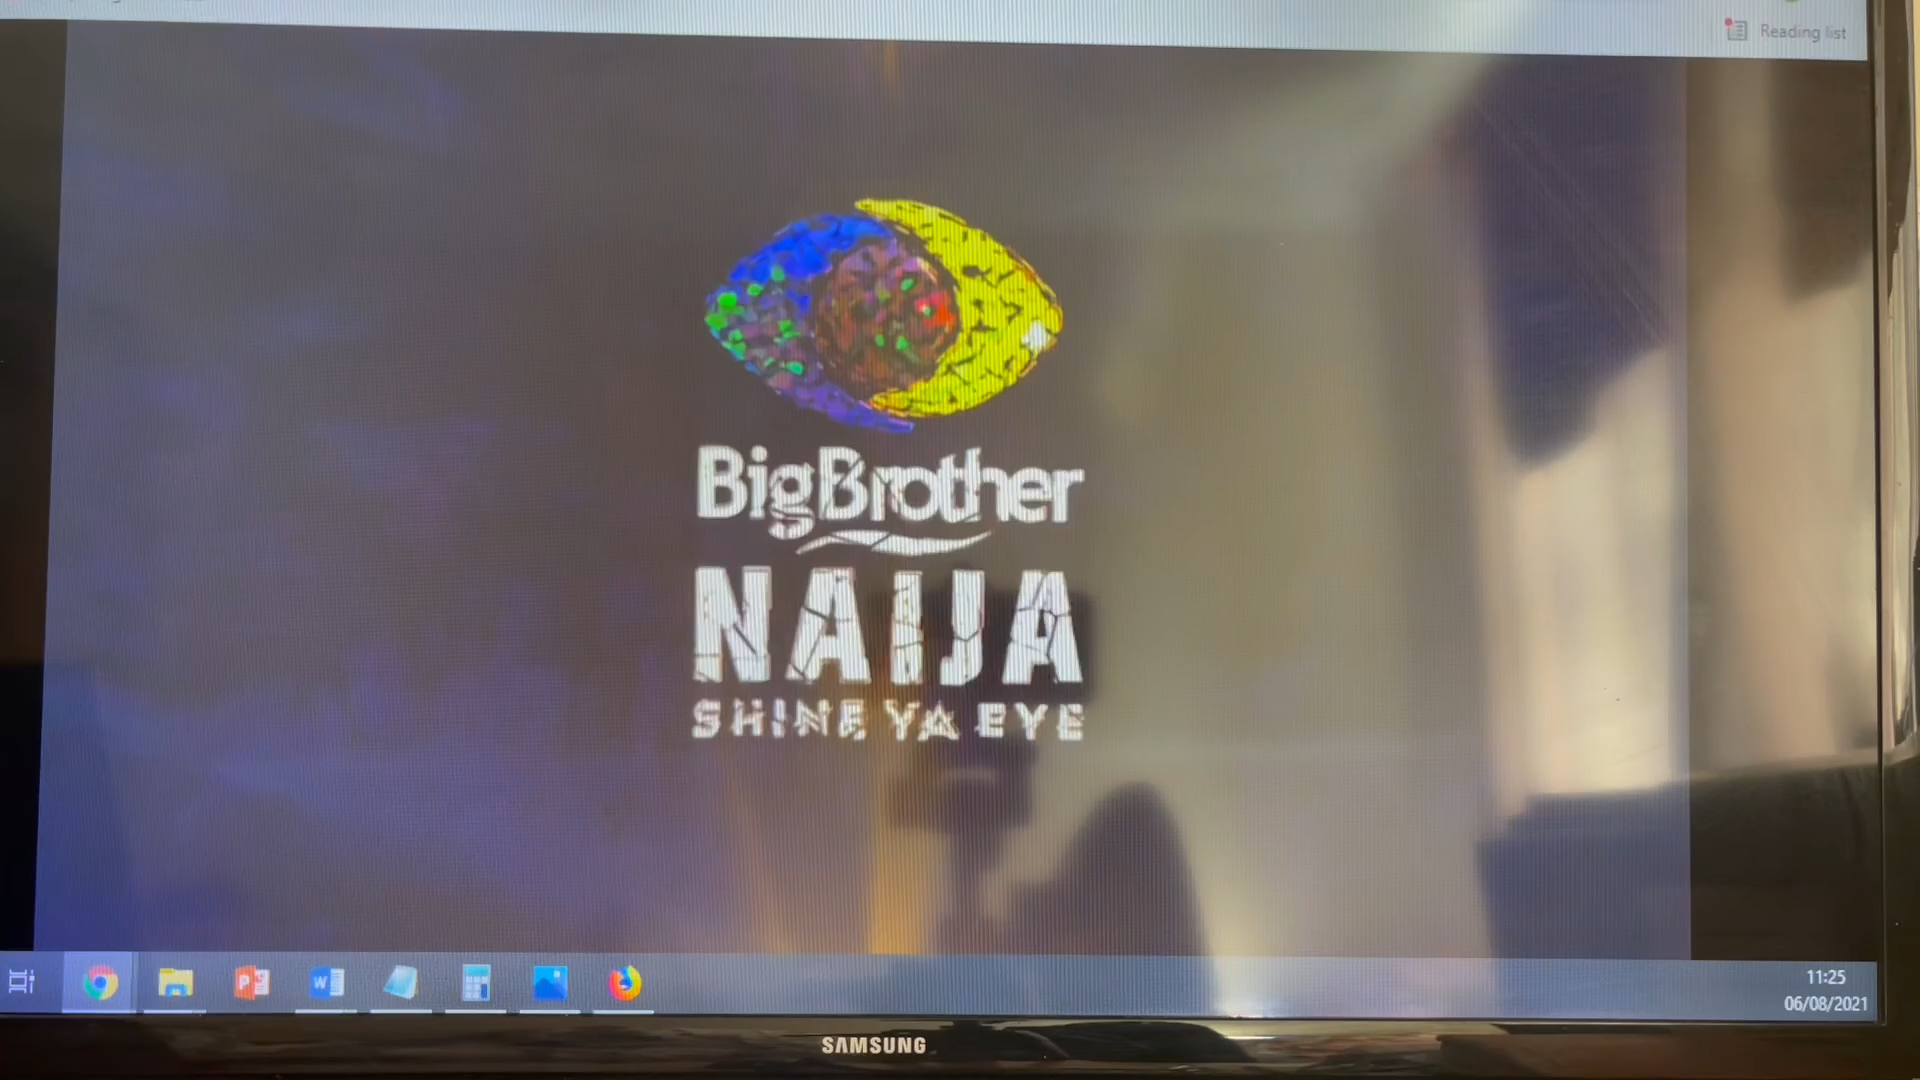 Reading list
BigBrother
NAIJA
SHINE YA EYE
11:25
06/08/2021
SAMSUNG